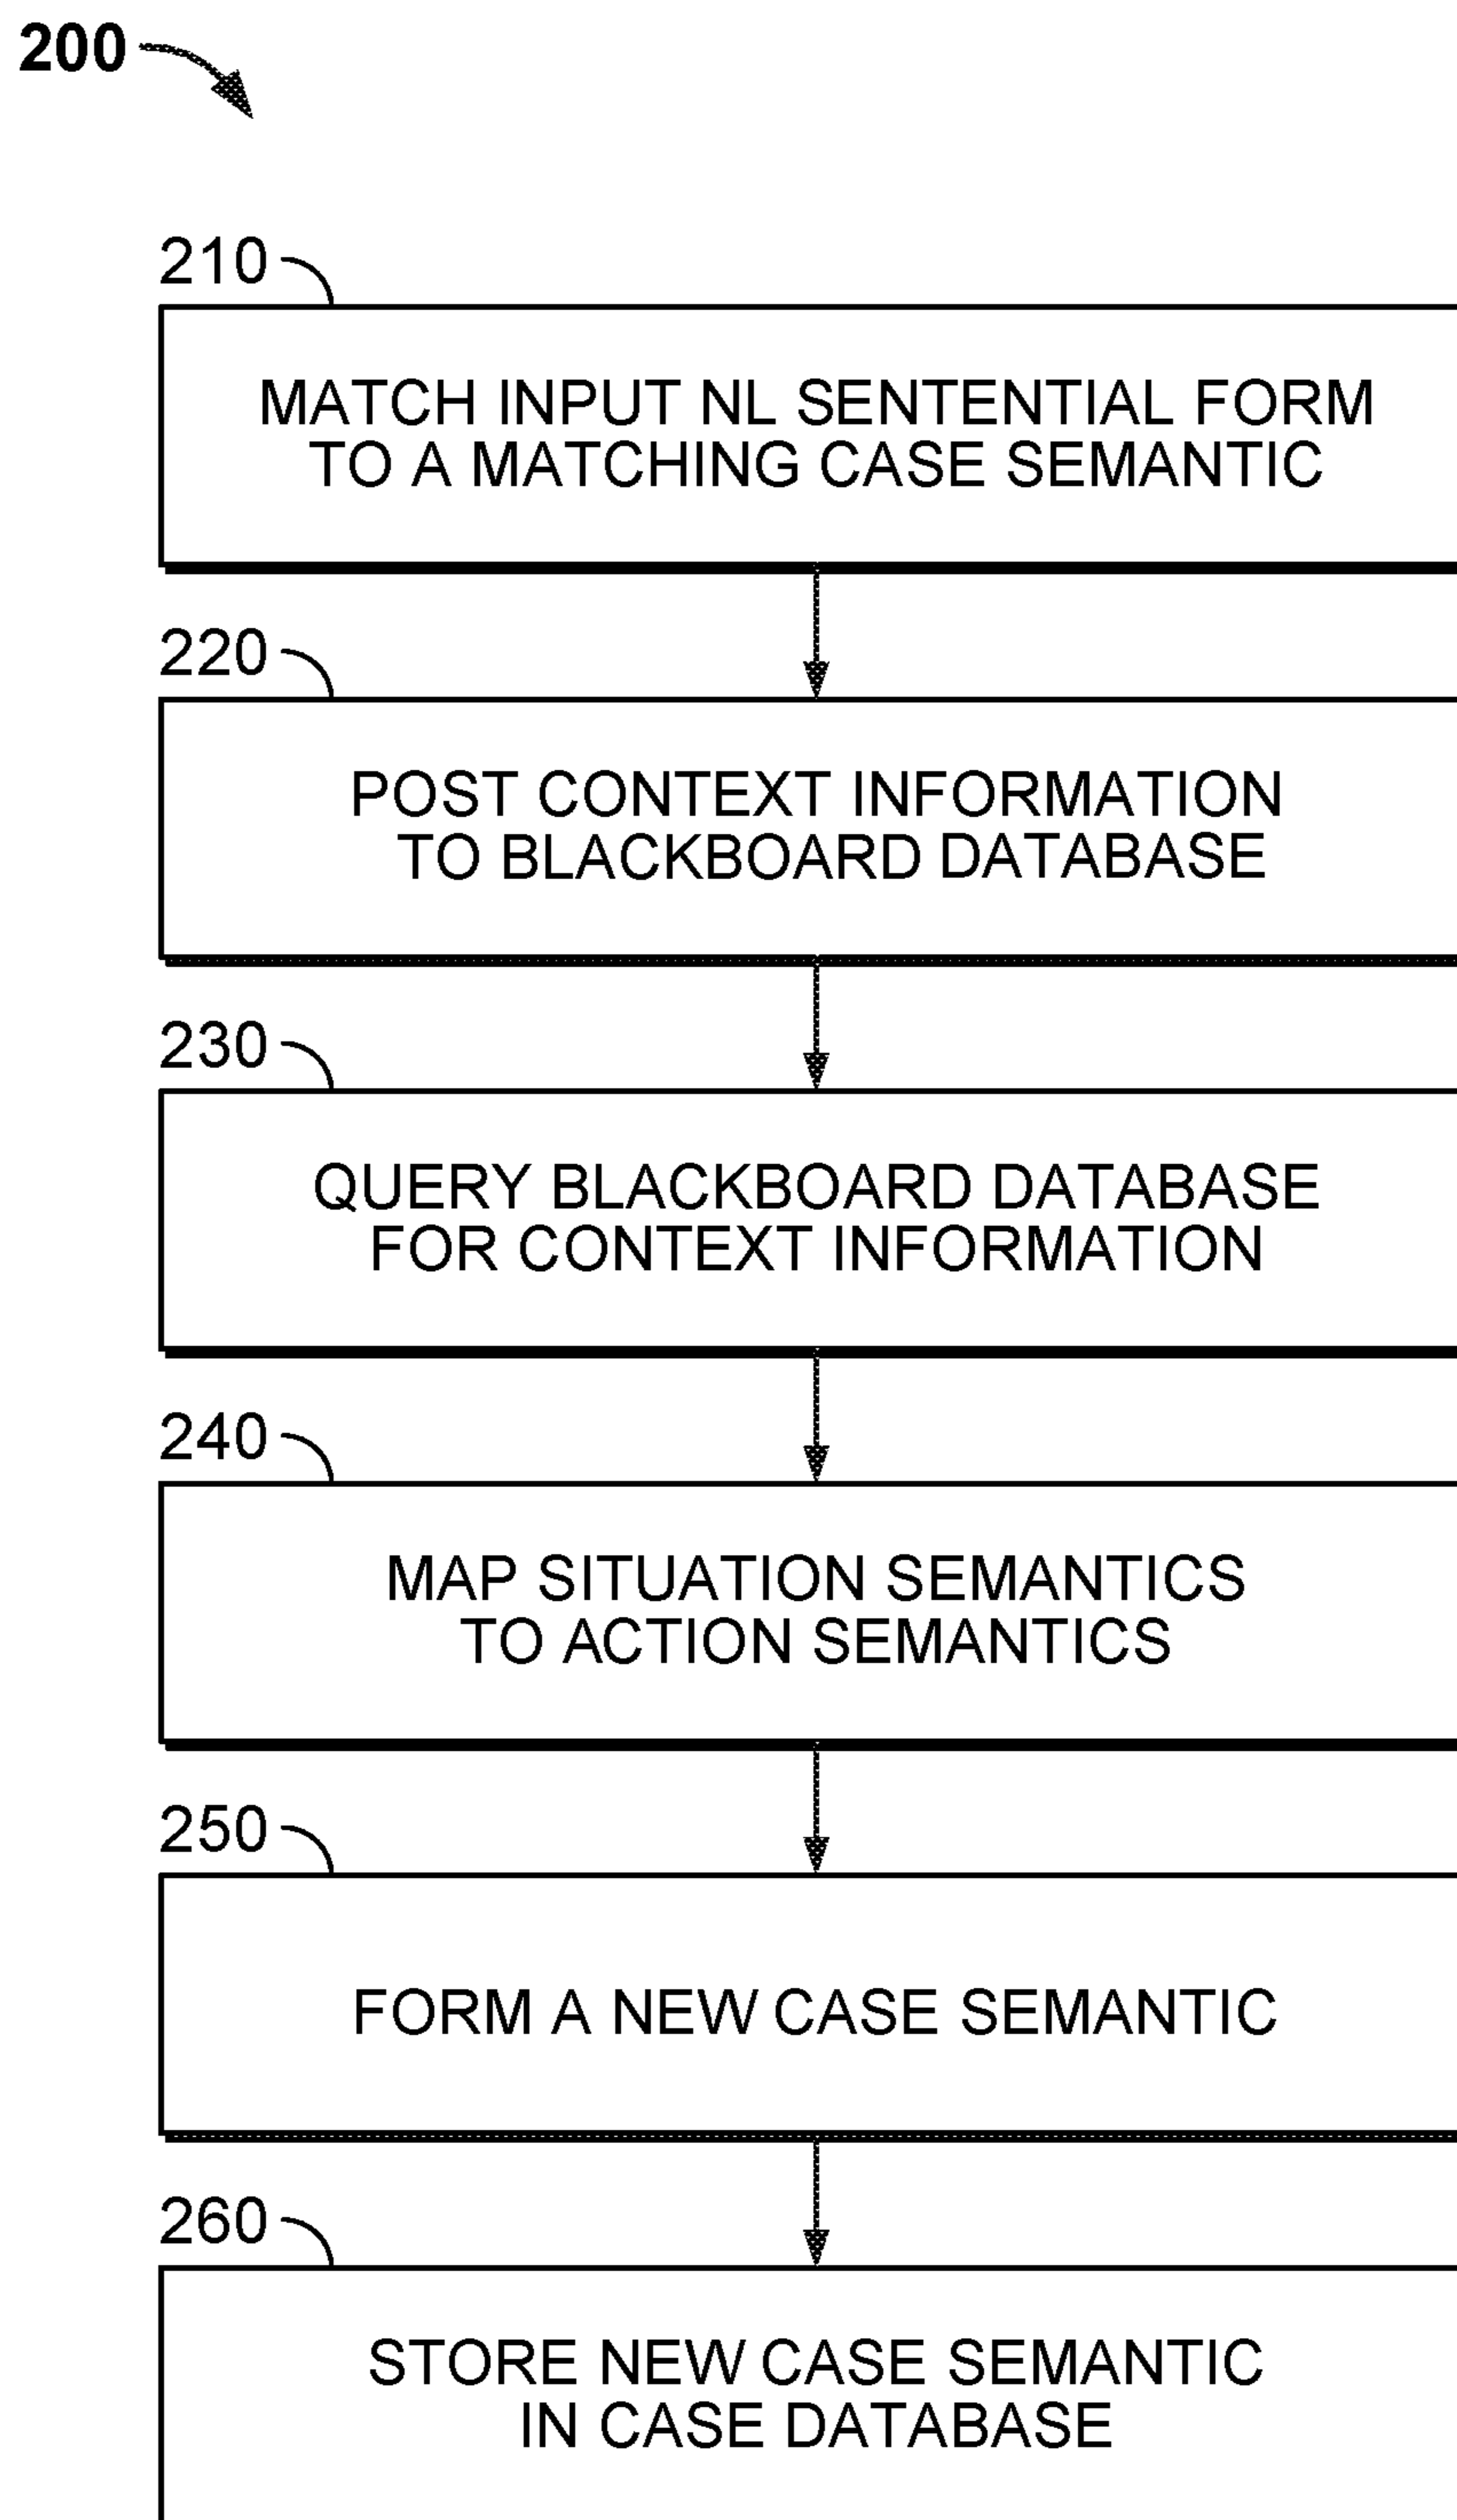 200
210
MATCH INPUT NL SENTENTIAL FORM
TO A MATCHING CASE SEMANTIC
220
POST CONTEXT INFORMATION
TO BLACKBOARD DATABASE
230
QUERY BLACKBOARD DATABASE
FOR CONTEXT INFORMATION
240
MAP SITUATION SEMANTICS
TO ACTION SEMANTICS
250
FORM A NEW CASE SEMANTIC
260
STORE NEW CASE SEMANTIC
IN CASE DATABASE